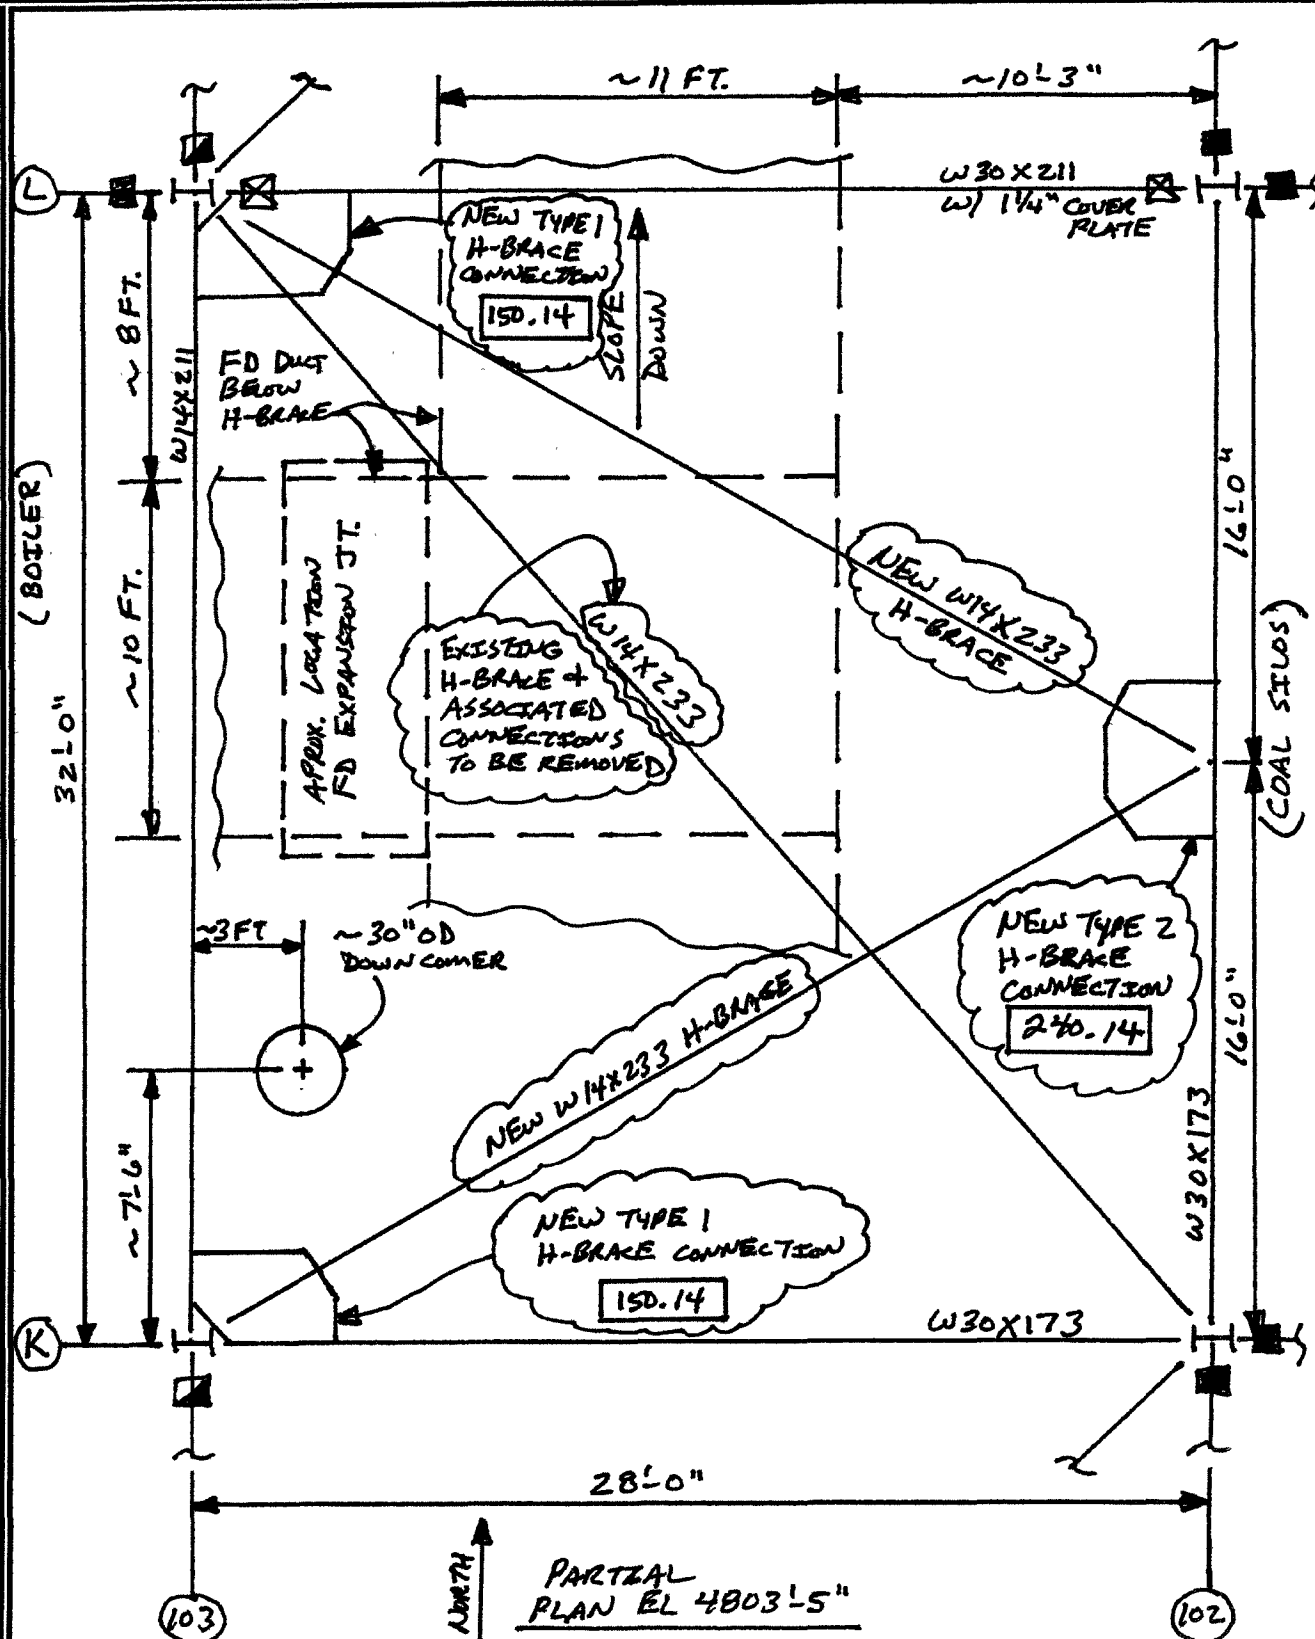 ~11 FT.
~10'-3"
L
W30X211
W/ 1 1/4" COVER
PLATE
NEW TYPE 1
H-BRACE
CONNECTION
150.14
SLOPE
DOWN
~8 FT.
W14X211
FD DUCT
BELOW
H-BRACE
(BOILER)
32'-0"
~10 FT.
APROX. LOCATION
FD EXPANSION JT.
EXISTING
H-BRACE +
ASSOCIATED
CONNECTIONS
TO BE REMOVED
W14X233
NEW W14X233
H-BRACE
16'-0"
(COAL SILOS)
~3FT
~30" OD
DOWNCOMER
NEW TYPE 2
H-BRACE
CONNECTION
240.14
16'-0"
NEW W14X233 H-BRACE
W30X173
~7'-6"
NEW TYPE 1
H-BRACE CONNECTION
150.14
W30X173
K
28'-0"
NORTH
PARTIAL
PLAN EL 4803'-5"
103
102